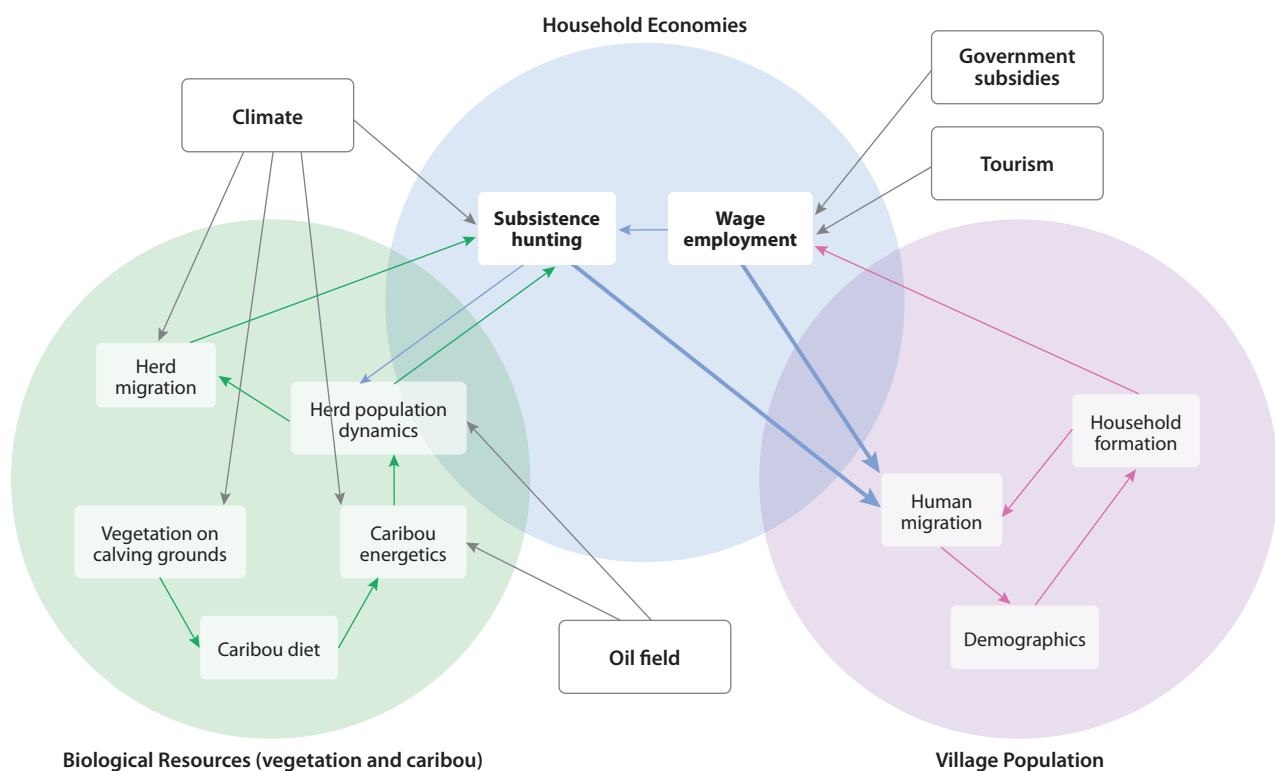 Household Economies
Government
subsidies
Climate
Tourism
Subsistence
hunting
Wage
employment
Herd
migration
Herd population
dynamics
Household
formation
Vegetation on
calving grounds
Caribou
energetics
Human
migration
Caribou diet
Oil field
Demographics
Biological Resources (vegetation and caribou)
Village Population